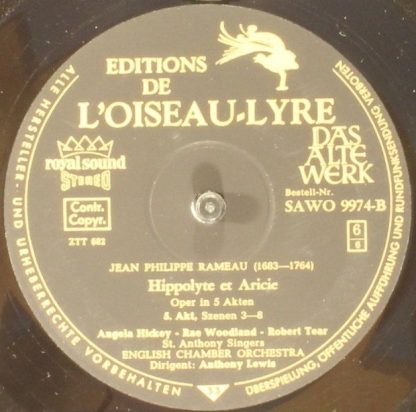 EDITIONS
DE
L'OISEAU-LYRE
royal sound
STEREO
DAS
ALTE
WERK
Bestell-Nr.
SAWO 9974-B
Contr.
Copyr.
ZTT 682
6
6
JEAN PHILIPPE RAMEAU (1683—1764)
Hippolyte et Aricie
Oper in 5 Akten
5. Akt, Szenen 3—8
Angela Hickey - Rae Woodland - Robert Tear
St. Anthony Singers
ENGLISH CHAMBER ORCHESTRA
Dirigent: Anthony Lewis
33
ALLE HERSTELLER- UND URHEBERRECHTE VORBEHALTEN
ÜBERSPIELUNG, ÖFFENTLICHE AUFFÜHRUNG UND RUNDFUNKSENDUNG VERBOTEN